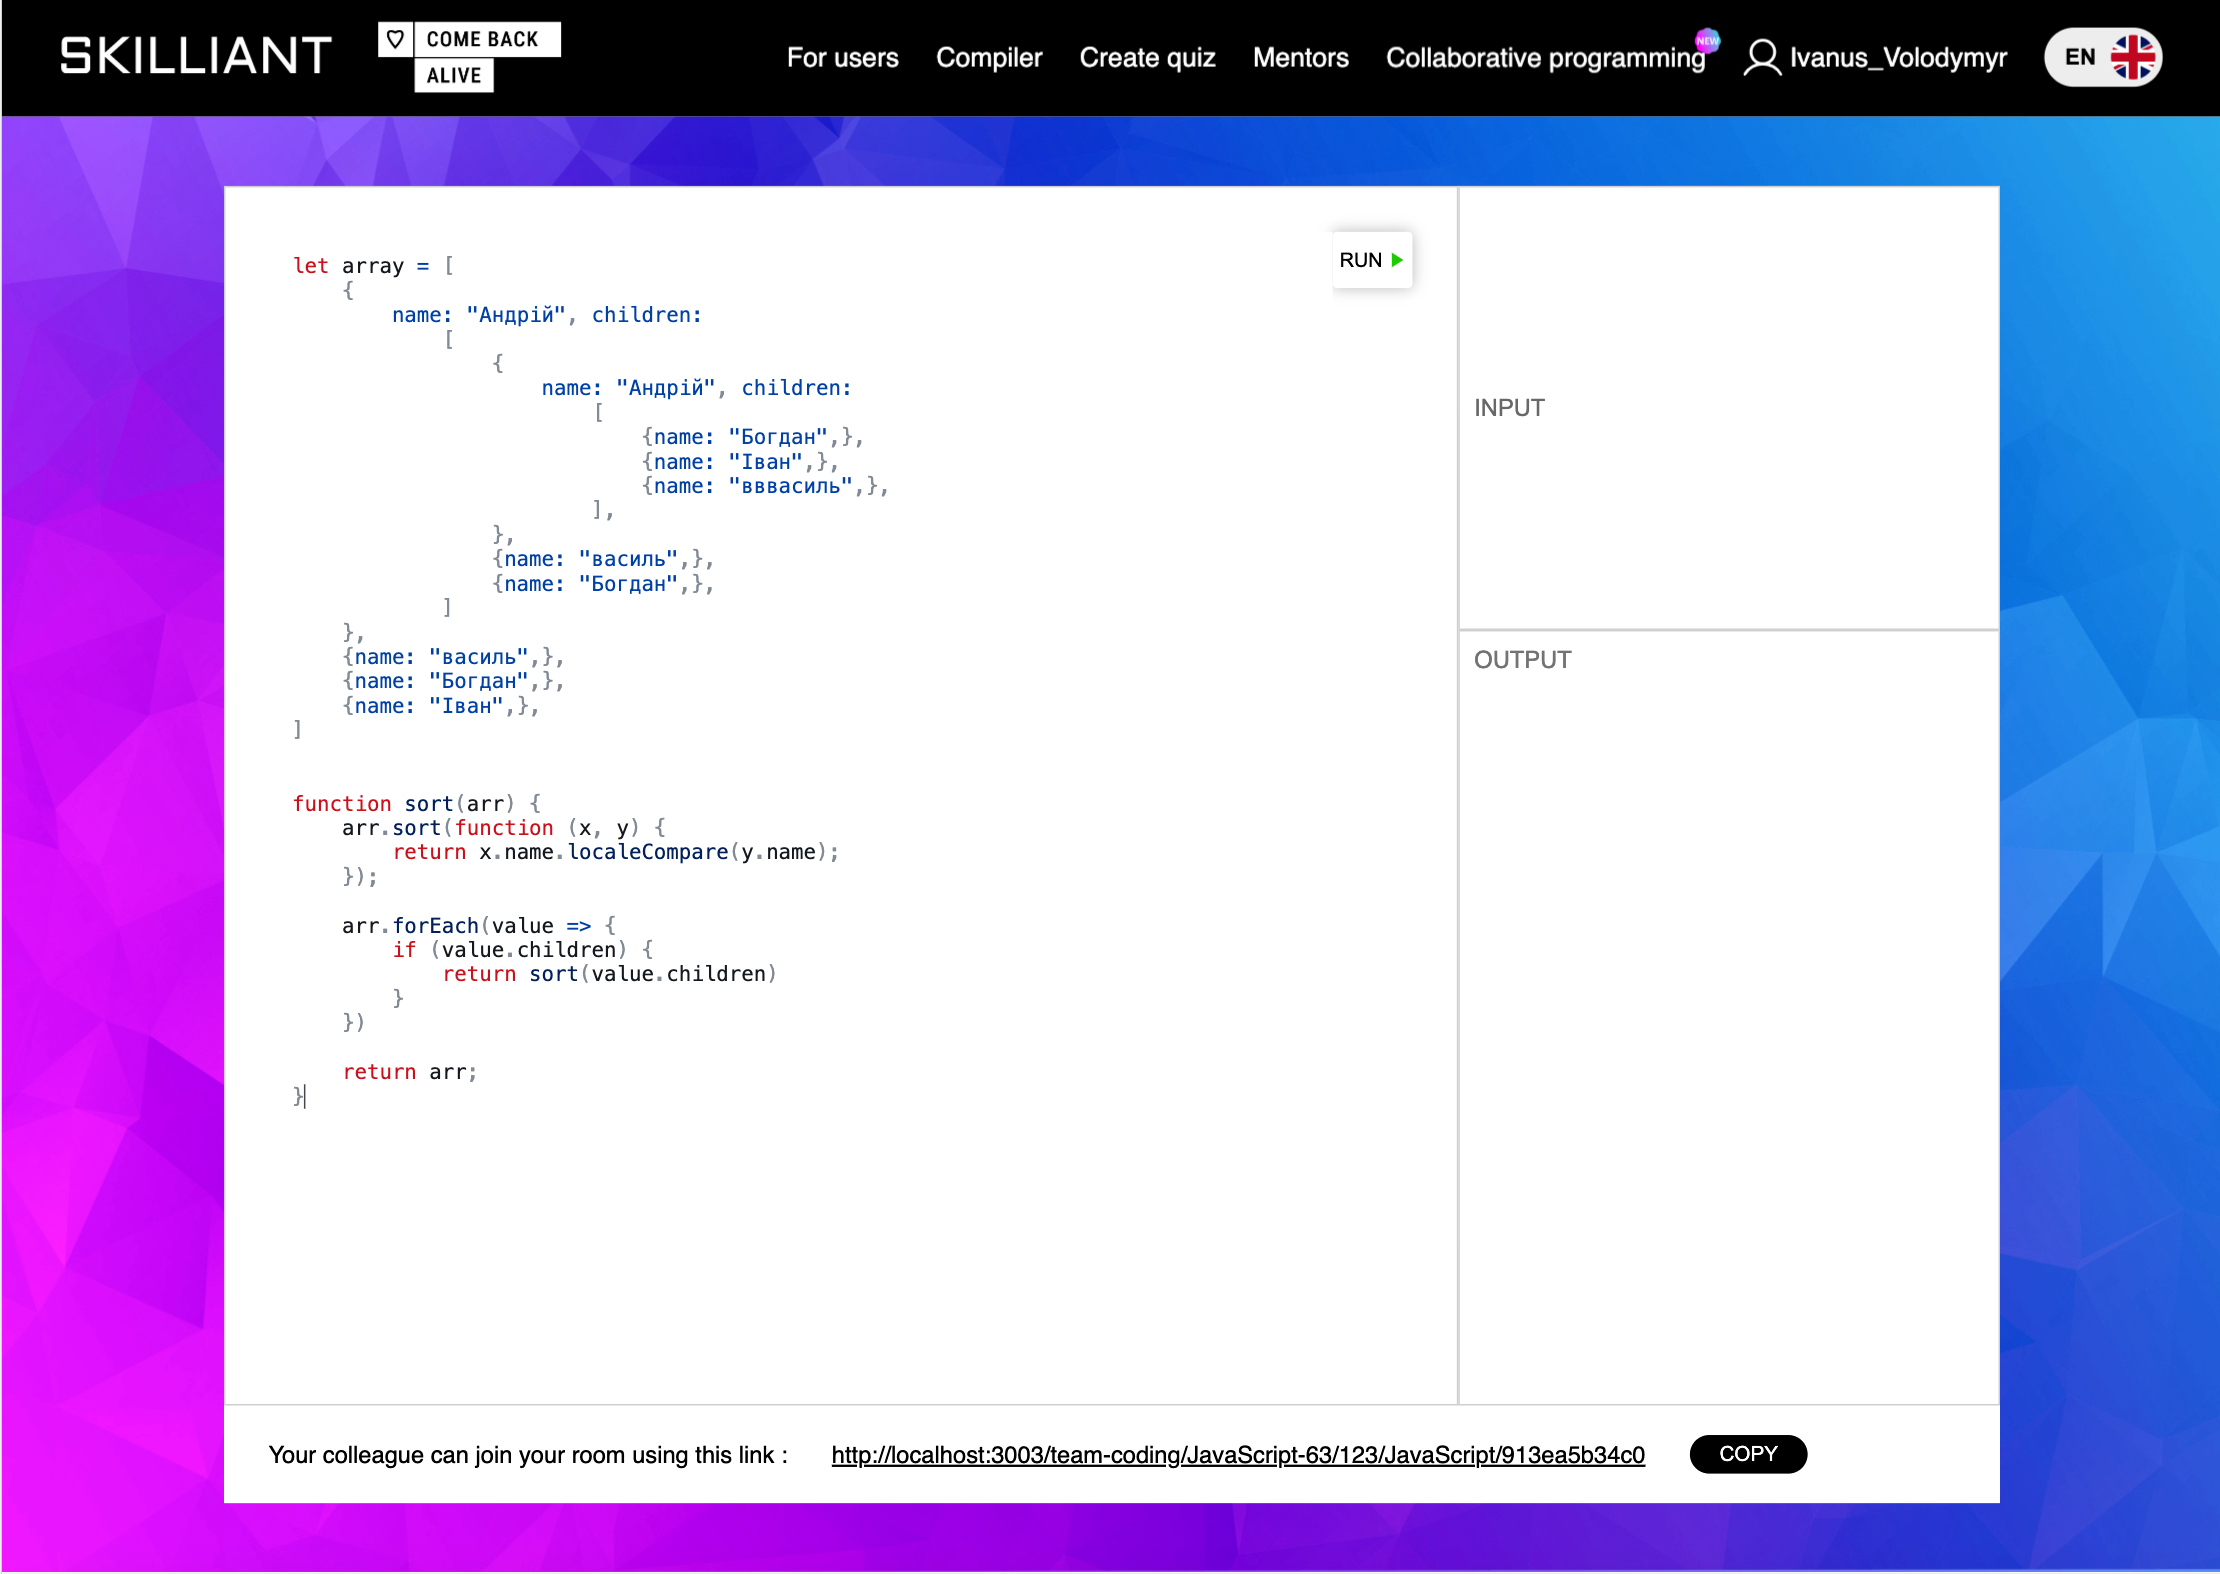 SKILLIANT
COME BACK
ALIVE
For users
Compiler
Create quiz
Mentors
Collaborative programming
NEW
Ivanus_Volodymyr
EN
RUN
let array = [
{
name: "Андрій", children:
[
{
name: "Андрій", children:
[
{name: "Богдан",},
{name: "Іван",},
{name: "вввасиль",},
],
},
{name: "василь",},
{name: "Богдан",},
]
},
{name: "василь",},
{name: "Богдан",},
{name: "Іван",},
]
function sort(arr) {
arr.sort(function (x, y) {
return x.name.localeCompare(y.name);
});
arr.forEach(value => {
if (value.children) {
return sort(value.children)
}
})
return arr;
}
INPUT
OUTPUT
Your colleague can join your room using this link :
http://localhost:3003/team-coding/JavaScript-63/123/JavaScript/913ea5b34c0
COPY